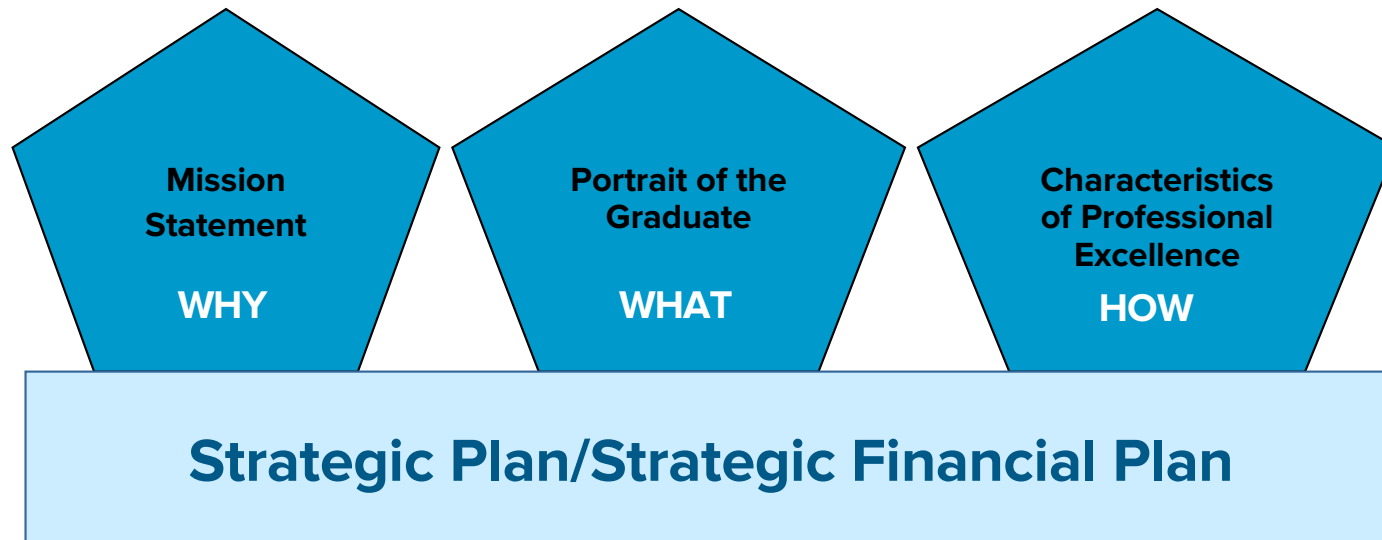 Mission
Statement
WHY
Portrait of the
Graduate
WHAT
Characteristics
of Professional
Excellence
HOW
Strategic Plan/Strategic Financial Plan